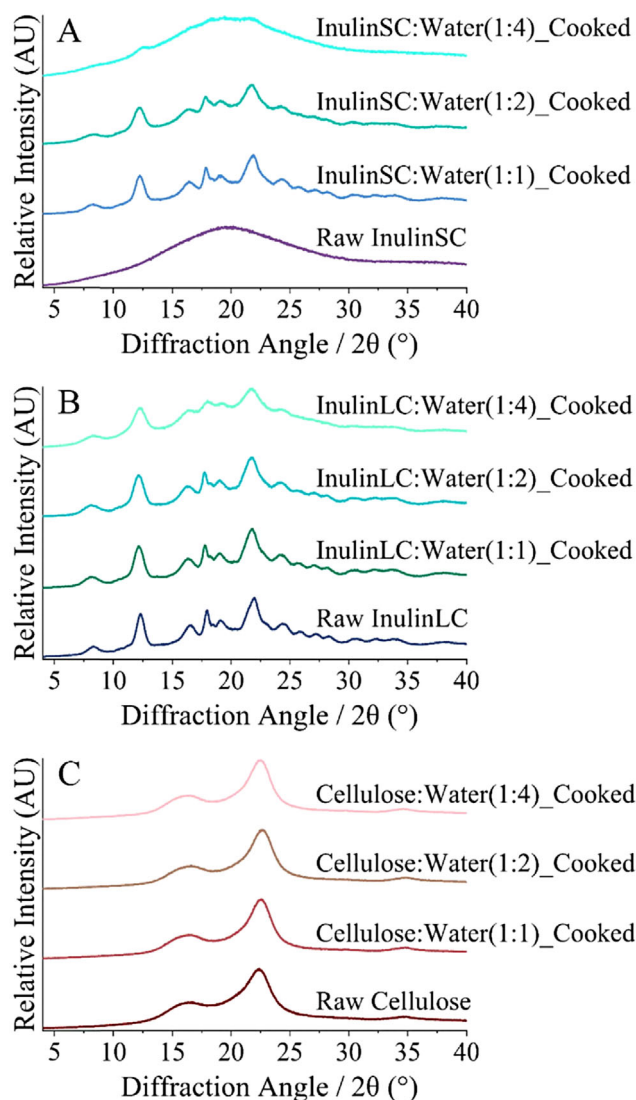 A
InulinSC:Water(1:4)_Cooked
InulinSC:Water(1:2)_Cooked
InulinSC:Water(1:1)_Cooked
Raw InulinSC
Relative Intensity (AU)
5 10 15 20 25 30 35 40
Diffraction Angle / 2θ (°)
B
InulinLC:Water(1:4)_Cooked
InulinLC:Water(1:2)_Cooked
InulinLC:Water(1:1)_Cooked
Raw InulinLC
Relative Intensity (AU)
5 10 15 20 25 30 35 40
Diffraction Angle / 2θ (°)
C
Cellulose:Water(1:4)_Cooked
Cellulose:Water(1:2)_Cooked
Cellulose:Water(1:1)_Cooked
Raw Cellulose
Relative Intensity (AU)
5 10 15 20 25 30 35 40
Diffraction Angle / 2θ (°)